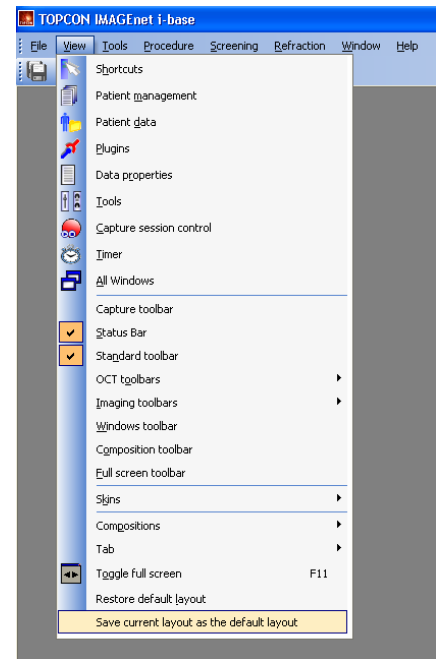 TOPCON IMAGEnet i-base
File View Tools Procedure Screening Refraction Window Help
Shortcuts
Patient management
Patient data
Plugins
Data properties
Tools
Capture session control
Timer
All Windows
Capture toolbar
Status Bar
Standard toolbar
OCT toolbars
Imaging toolbars
Windows toolbar
Composition toolbar
Full screen toolbar
Skins
Compositions
Tab
Toggle full screen F11
Restore default layout
Save current layout as the default layout